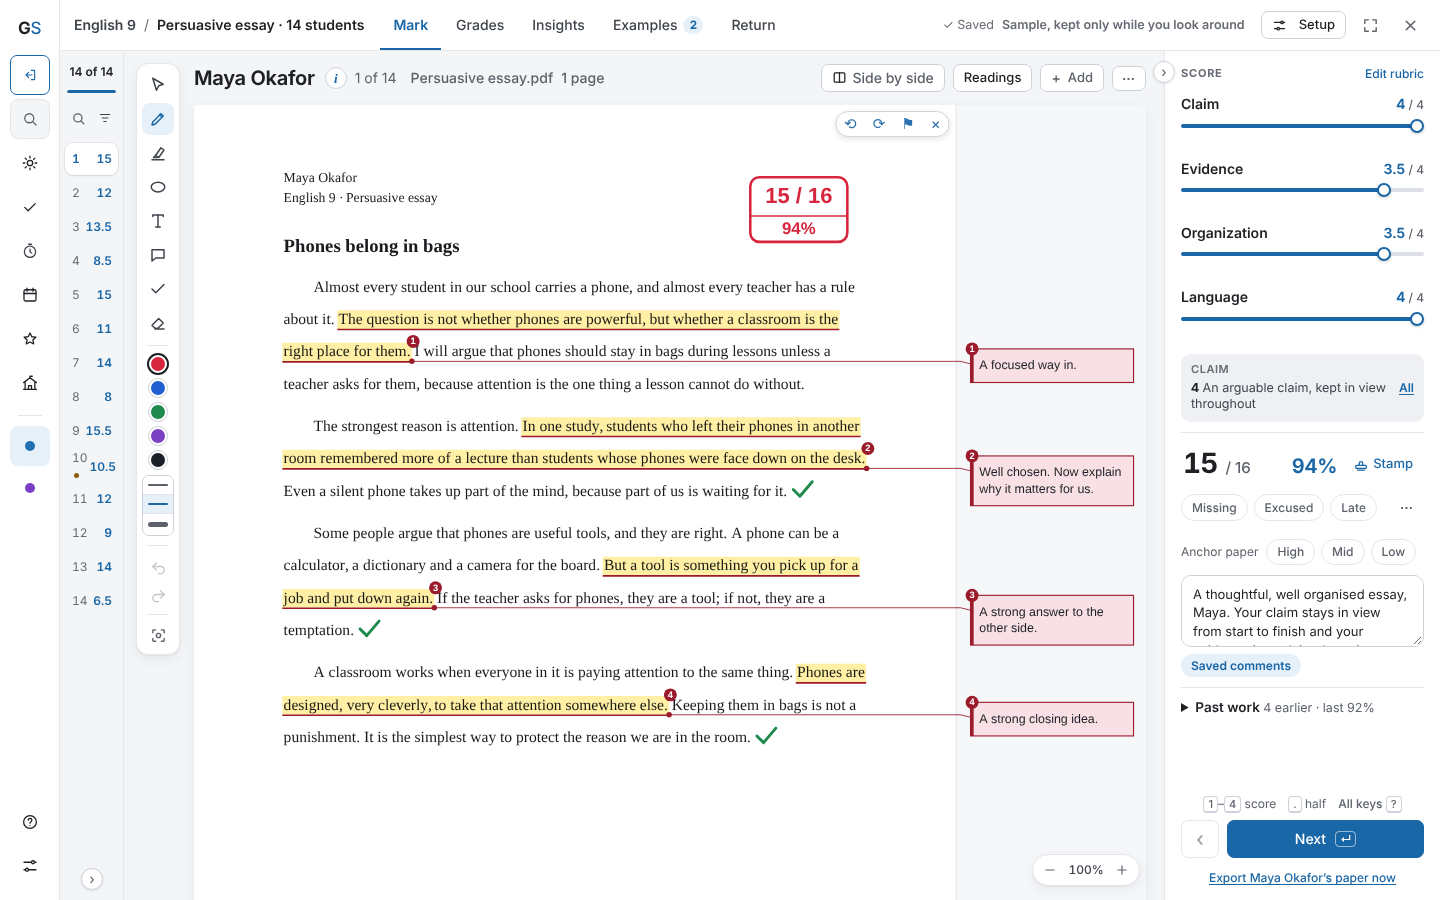 GS
English 9 / Persuasive essay · 14 students
Mark
Grades
Insights
Examples 2
Return
Saved
Sample, kept only while you look around
Setup
14 of 14
1 15
2 12
3 13.5
4 8.5
5 15
6 11
7 14
8 8
9 15.5
10 10.5
11 12
12 9
13 14
14 6.5
Maya Okafor
i
1 of 14
Persuasive essay.pdf 1 page
Side by side
Readings
+ Add
Maya Okafor
English 9 · Persuasive essay
15 / 16
94%
Phones belong in bags
Almost every student in our school carries a phone, and almost every teacher has a rule
about it. The question is not whether phones are powerful, but whether a classroom is the
right place for them. 1 I will argue that phones should stay in bags during lessons unless a
teacher asks for them, because attention is the one thing a lesson cannot do without.
The strongest reason is attention. In one study, students who left their phones in another
room remembered more of a lecture than students whose phones were face down on the desk. 2
Even a silent phone takes up part of the mind, because part of us is waiting for it.
Some people argue that phones are useful tools, and they are right. A phone can be a
calculator, a dictionary and a camera for the board. But a tool is something you pick up for a
job and put down again. 3 If the teacher asks for phones, they are a tool; if not, they are a
temptation.
A classroom works when everyone in it is paying attention to the same thing. Phones are
designed, very cleverly, to take that attention somewhere else. 4 Keeping them in bags is not a
punishment. It is the simplest way to protect the reason we are in the room.
1 A focused way in.
2 Well chosen. Now explain
why it matters for us.
3 A strong answer to the
other side.
4 A strong closing idea.
100%
SCORE
Edit rubric
Claim 4 / 4
Evidence 3.5 / 4
Organization 3.5 / 4
Language 4 / 4
CLAIM
4 An arguable claim, kept in view
throughout
All
15 / 16 94% Stamp
Missing
Excused
Late
Anchor paper High Mid Low
A thoughtful, well organised essay,
Maya. Your claim stays in view
from start to finish and your
Saved comments
Past work 4 earlier · last 92%
1–4 score . half All keys ?
Next
Export Maya Okafor's paper now